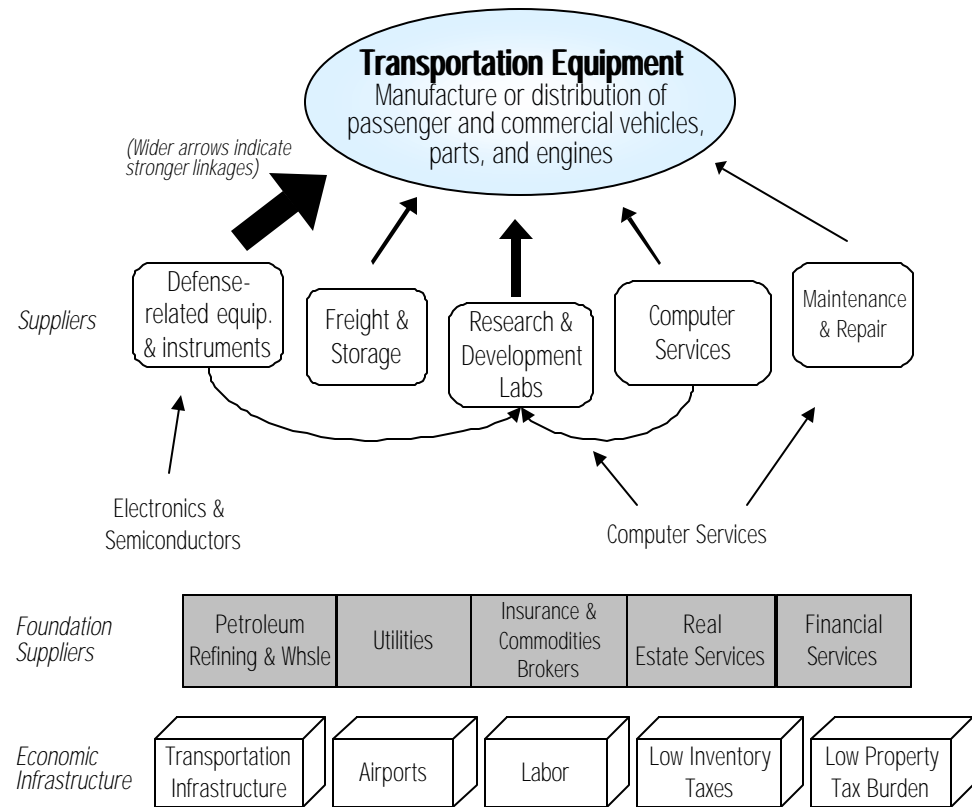 Transportation Equipment
Manufacture or distribution of
passenger and commercial vehicles,
parts, and engines
(Wider arrows indicate
stronger linkages)
Suppliers
Defense-
related equip.
& instruments
Freight &
Storage
Research &
Development
Labs
Computer
Services
Maintenance
& Repair
Electronics &
Semiconductors
Computer Services
Foundation
Suppliers
Petroleum
Refining & Whsle
Utilities
Insurance &
Commodities
Brokers
Real
Estate Services
Financial
Services
Economic
Infrastructure
Transportation
Infrastructure
Airports
Labor
Low Inventory
Taxes
Low Property
Tax Burden